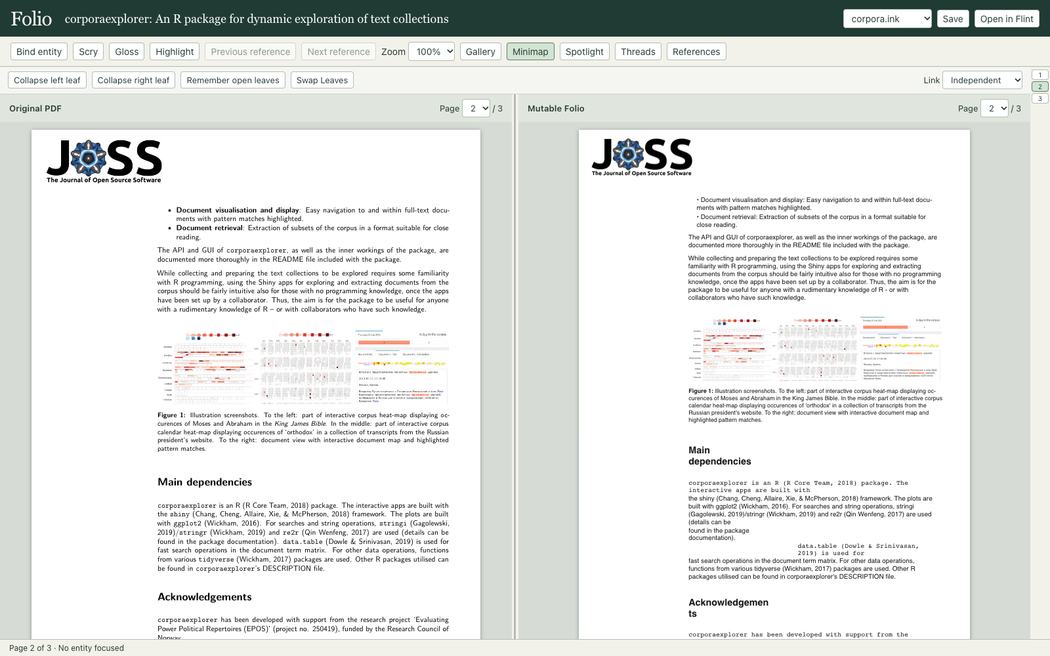 Folio corporaexplorer: An R package for dynamic exploration of text collections corpora.ink Save Open in Flint
Bind entity Scry Gloss Highlight Previous reference Next reference Zoom 100% Gallery Minimap Spotlight Threads References
Collapse left leaf Collapse right leaf Remember open leaves Swap Leaves Link Independent
1
2
3
Original PDF Page 2 / 3
JOSS
The Journal of Open Source Software
• Document visualisation and display: Easy navigation to and within full-text docu-
ments with pattern matches highlighted.
• Document retrieval: Extraction of subsets of the corpus in a format suitable for close
reading.
The API and GUI of corporaexplorer, as well as the inner workings of the package, are
documented more thoroughly in the README file included with the package.
While collecting and preparing the text collections to be explored requires some familiarity
with R programming, using the Shiny apps for exploring and extracting documents from the
corpus should be fairly intuitive also for those with no programming knowledge, once the apps
have been set up by a collaborator. Thus, the aim is for the package to be useful for anyone
with a rudimentary knowledge of R – or with collaborators who have such knowledge.
Figure 1: Illustration screenshots. To the left: part of interactive corpus heat-map displaying oc-
curences of Moses and Abraham in the King James Bible. In the middle: part of interactive corpus
calendar heat-map displaying occurences of 'orthodox' in a collection of transcripts from the Russian
president's website. To the right: document view with interactive document map and highlighted
pattern matches.
Main dependencies
corporaexplorer is an R (R Core Team, 2018) package. The interactive apps are built with
the shiny (Chang, Cheng, Allaire, Xie, & McPherson, 2018) framework. The plots are built
with ggplot2 (Wickham, 2016). For searches and string operations, stringi (Gagolewski,
2019)/stringr (Wickham, 2019) and re2r (Qin Wenfeng, 2017) are used (details can be
found in the package documentation). data.table (Dowle & Srinivasan, 2019) is used for
fast search operations in the document term matrix. For other data operations, functions
from various tidyverse (Wickham, 2017) packages are used. Other R packages utilised can
be found in corporaexplorer's DESCRIPTION file.
Acknowledgements
corporaexplorer has been developed with support from the research project 'Evaluating
Power Political Repertoires (EPOS)' (project no. 250419), funded by the Research Council of
Norway.
Mutable Folio Page 2 / 3
JOSS
The Journal of Open Source Software
• Document visualisation and display: Easy navigation to and within full-text docu-
ments with pattern matches highlighted.
• Document retrieval: Extraction of subsets of the corpus in a format suitable for
close reading.
The API and GUI of corporaexplorer, as well as the inner workings of the package, are
documented more thoroughly in the README file included with the package.
While collecting and preparing the text collections to be explored requires some
familiarity with R programming, using the Shiny apps for exploring and extracting
documents from the corpus should be fairly intuitive also for those with no programming
knowledge, once the apps have been set up by a collaborator. Thus, the aim is for the
package to be useful for anyone with a rudimentary knowledge of R - or with
collaborators who have such knowledge.
Figure 1: Illustration screenshots. To the left: part of interactive corpus heat-map displaying oc-
curences of Moses and Abraham in the King James Bible. In the middle: part of interactive corpus
calendar heat-map displaying occurences of 'orthodox' in a collection of transcripts from the
Russian president's website. To the right: document view with interactive document map and
highlighted pattern matches.
Main
dependencies
corporaexplorer is an R (R Core Team, 2018) package. The
interactive apps are built with
the shiny (Chang, Cheng, Allaire, Xie, & McPherson, 2018) framework. The plots are
built with ggplot2 (Wickham, 2016). For searches and string operations, stringi
(Gagolewski, 2019)/stringr (Wickham, 2019) and re2r (Qin Wenfeng, 2017) are used
(details can be
found in the package
documentation).
data.table (Dowle & Srinivasan,
2019) is used for
fast search operations in the document term matrix. For other data operations,
functions from various tidyverse (Wickham, 2017) packages are used. Other R
packages utilised can be found in corporaexplorer's DESCRIPTION file.
Acknowledgemen
ts
corporaexplorer has been developed with support from the
Page 2 of 3 · No entity focused